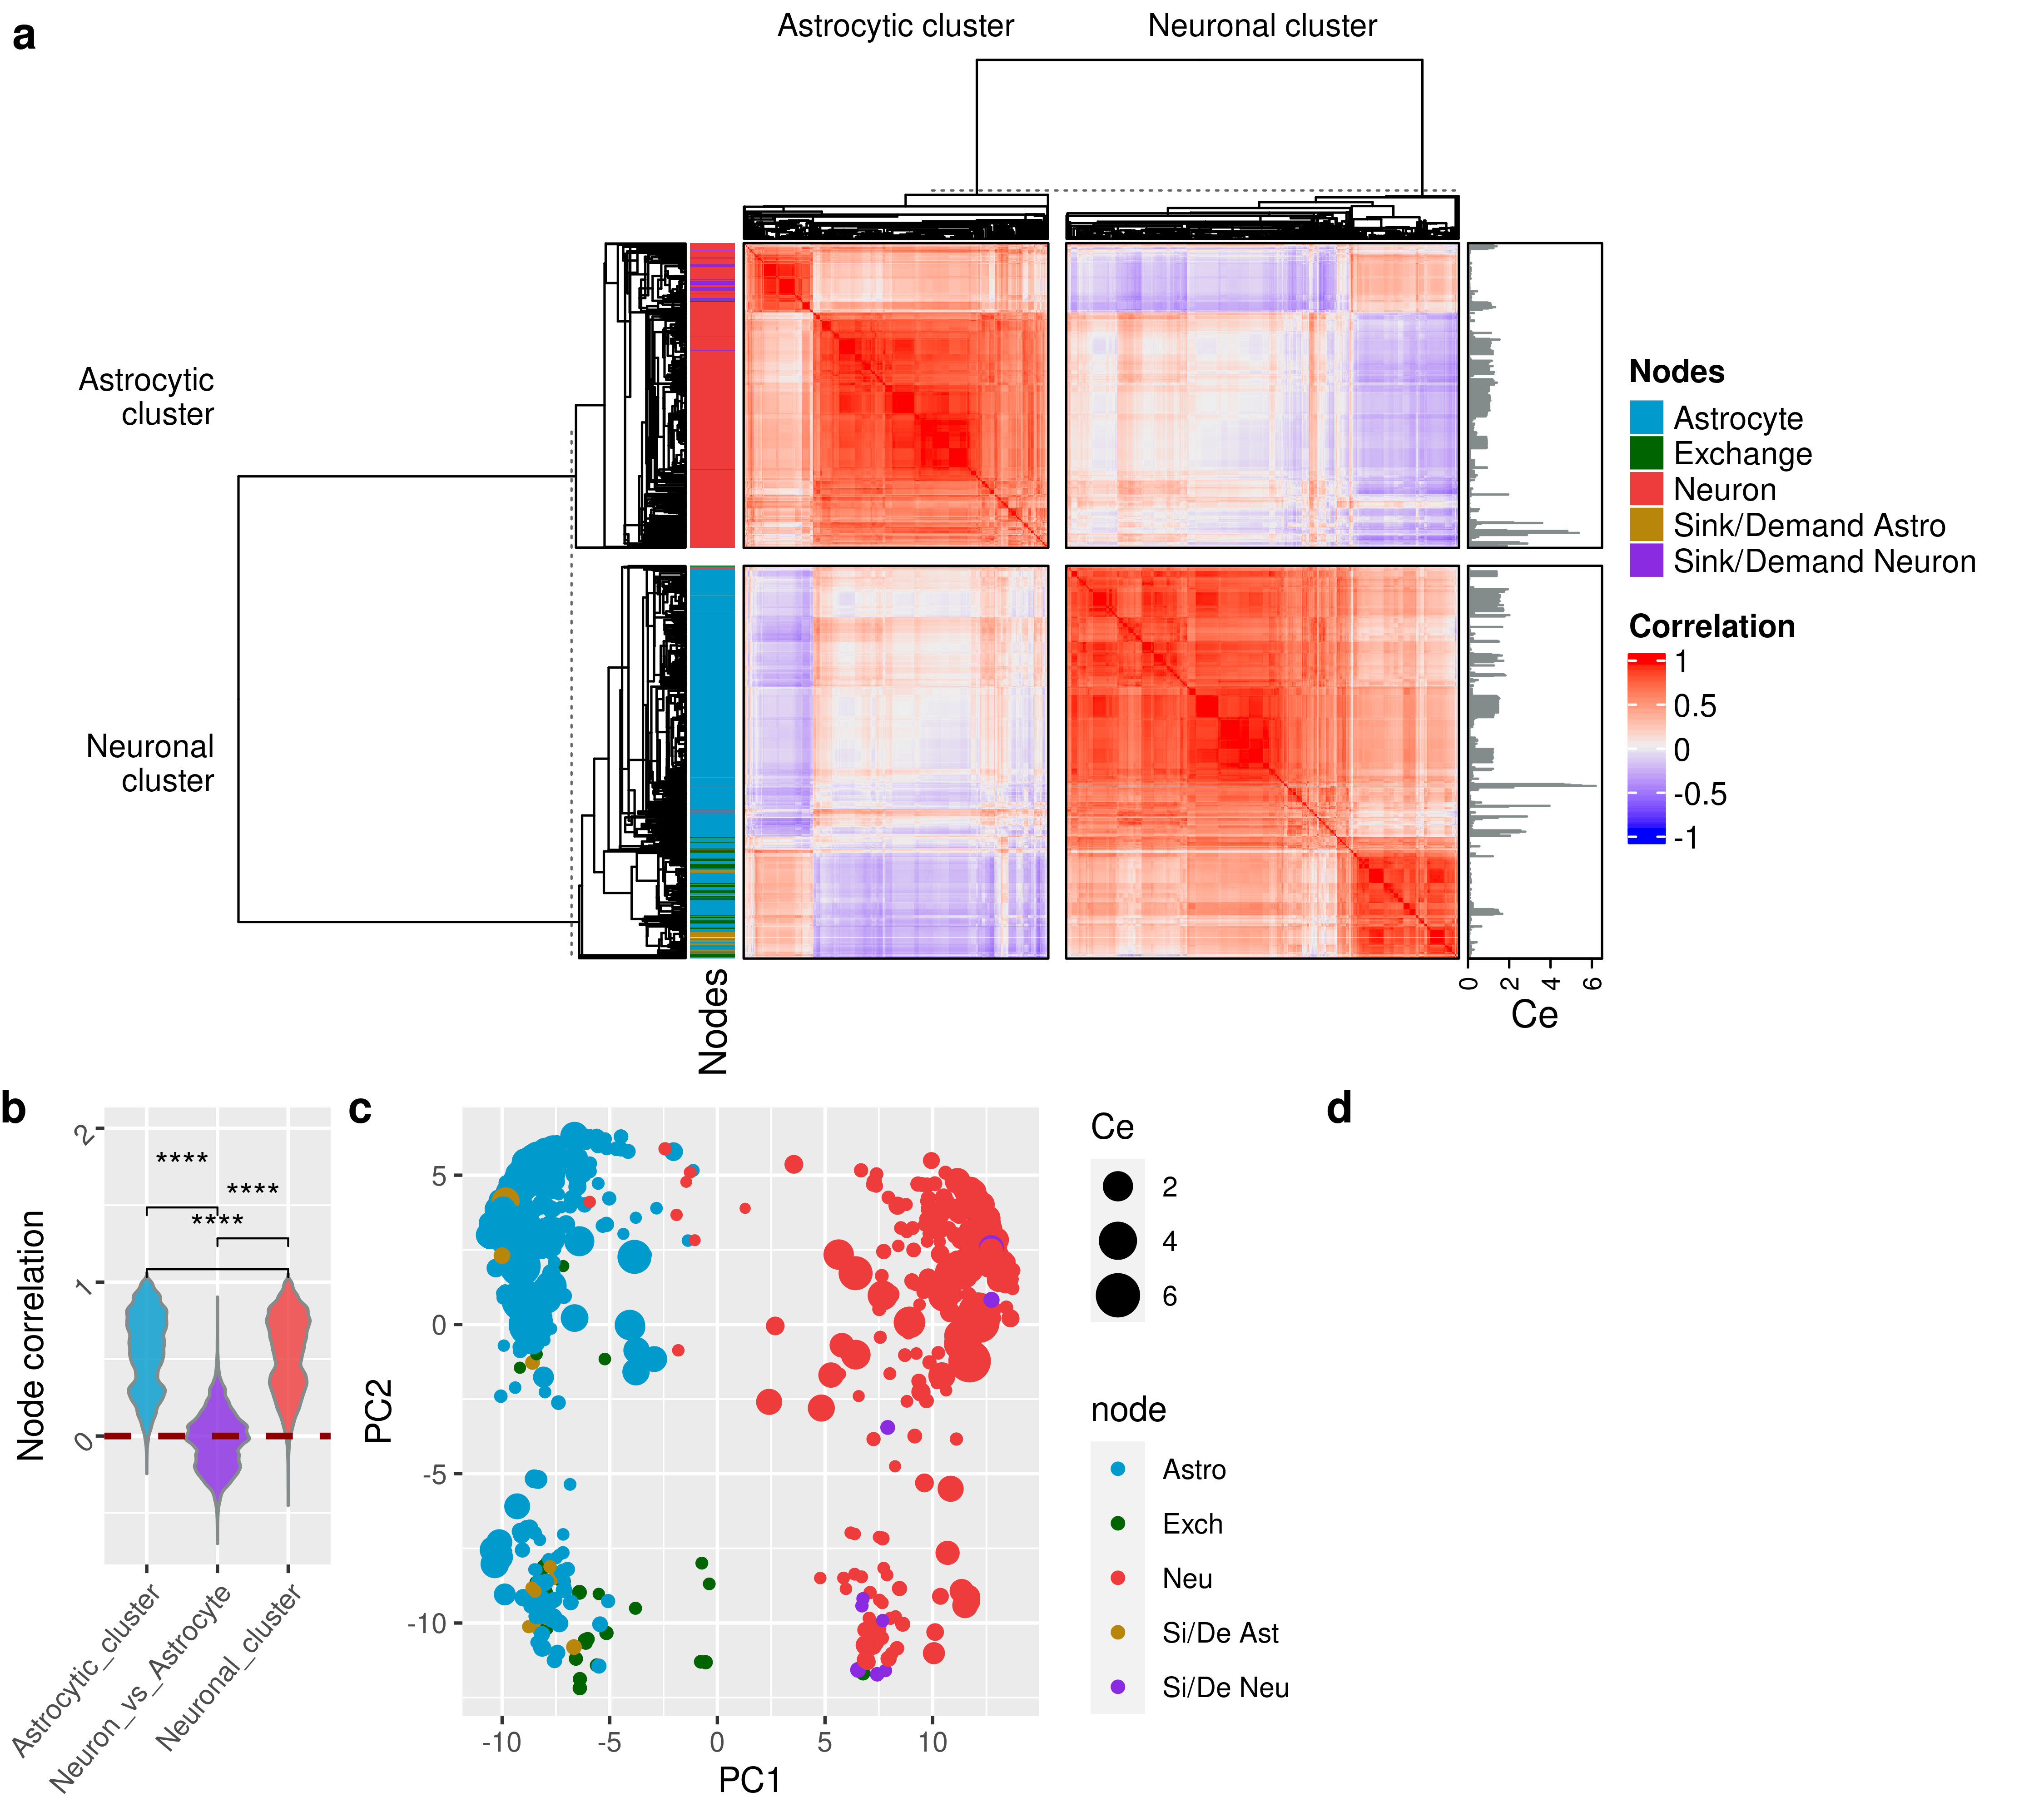 a
Astrocytic cluster
Neuronal cluster
Astrocytic
cluster
Neuronal
cluster
Nodes
0
2
4
6
Ce
Nodes
Astrocyte
Exchange
Neuron
Sink/Demand Astro
Sink/Demand Neuron
Correlation
1
0.5
0
-0.5
-1
b
Node correlation
2
1
0
****
****
****
Astrocytic_cluster
Neuron_vs_Astrocyte
Neuronal_cluster
c
PC2
5
0
-5
-10
-10
-5
0
5
10
PC1
Ce
2
4
6
node
Astro
Exch
Neu
Si/De Ast
Si/De Neu
d